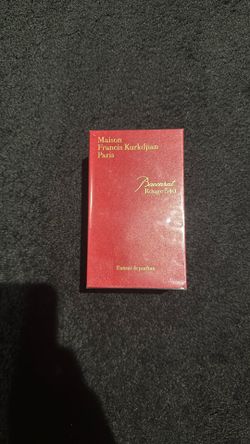 Maison
Francis Kurkdjian
Paris
Baccarat
Rouge 540
Extrait de parfum